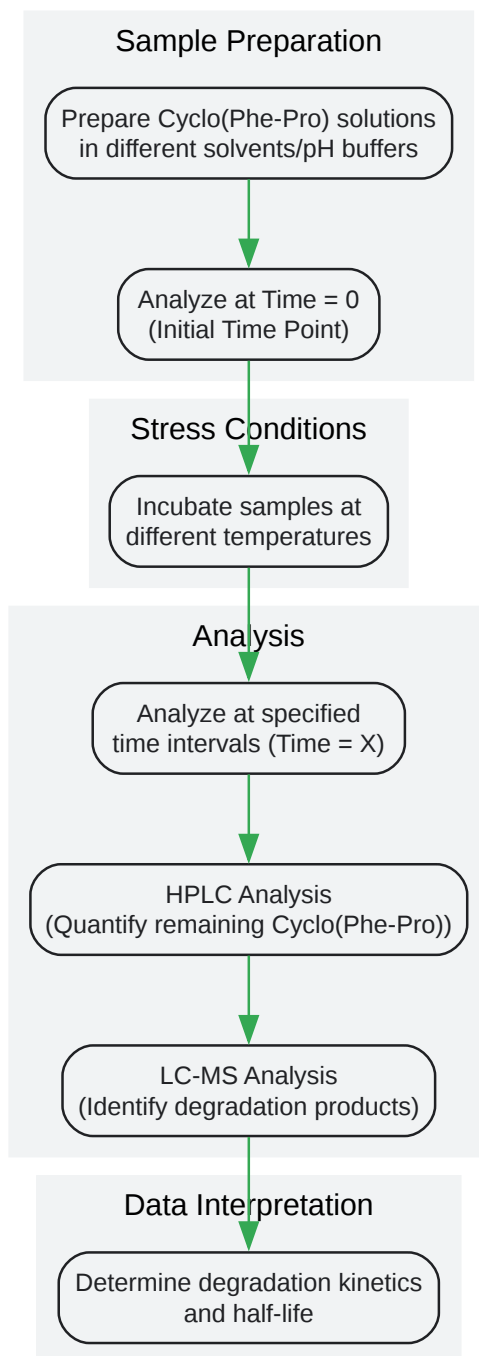 Sample Preparation
Prepare Cyclo(Phe-Pro) solutions
in different solvents/pH buffers
Analyze at Time = 0
(Initial Time Point)
Stress Conditions
Incubate samples at
different temperatures
Analysis
Analyze at specified
time intervals (Time = X)
HPLC Analysis
(Quantify remaining Cyclo(Phe-Pro))
LC-MS Analysis
(Identify degradation products)
Data Interpretation
Determine degradation kinetics
and half-life